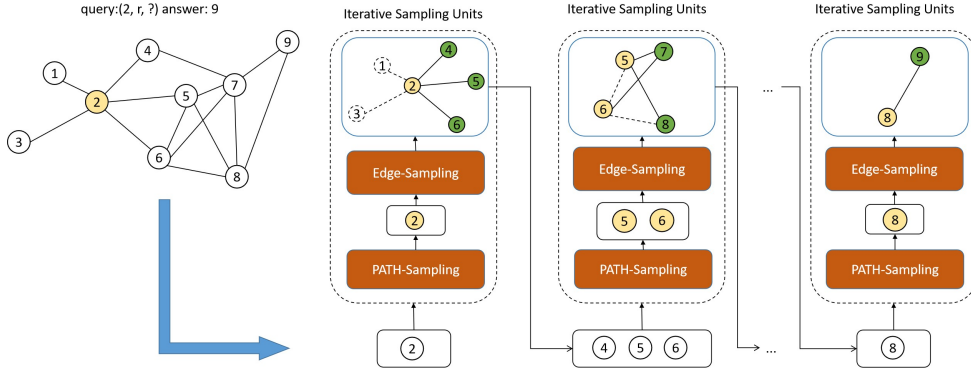 query:(2, r, ?) answer: 9
1
2
3
4
5
6
7
8
9
Iterative Sampling Units
1
2
3
4
5
6
Edge-Sampling
2
PATH-Sampling
2
Iterative Sampling Units
5
7
6
8
Edge-Sampling
5 6
PATH-Sampling
4 5 6
...
...
Iterative Sampling Units
9
8
Edge-Sampling
8
PATH-Sampling
8